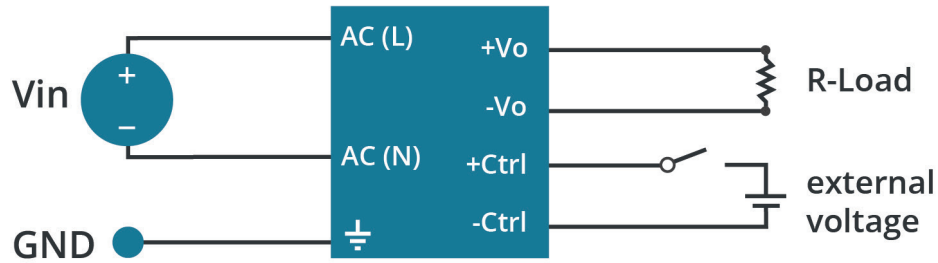 Vin
GND
AC (L)
AC (N)
+Vo
-Vo
+Ctrl
-Ctrl
R-Load
external
voltage